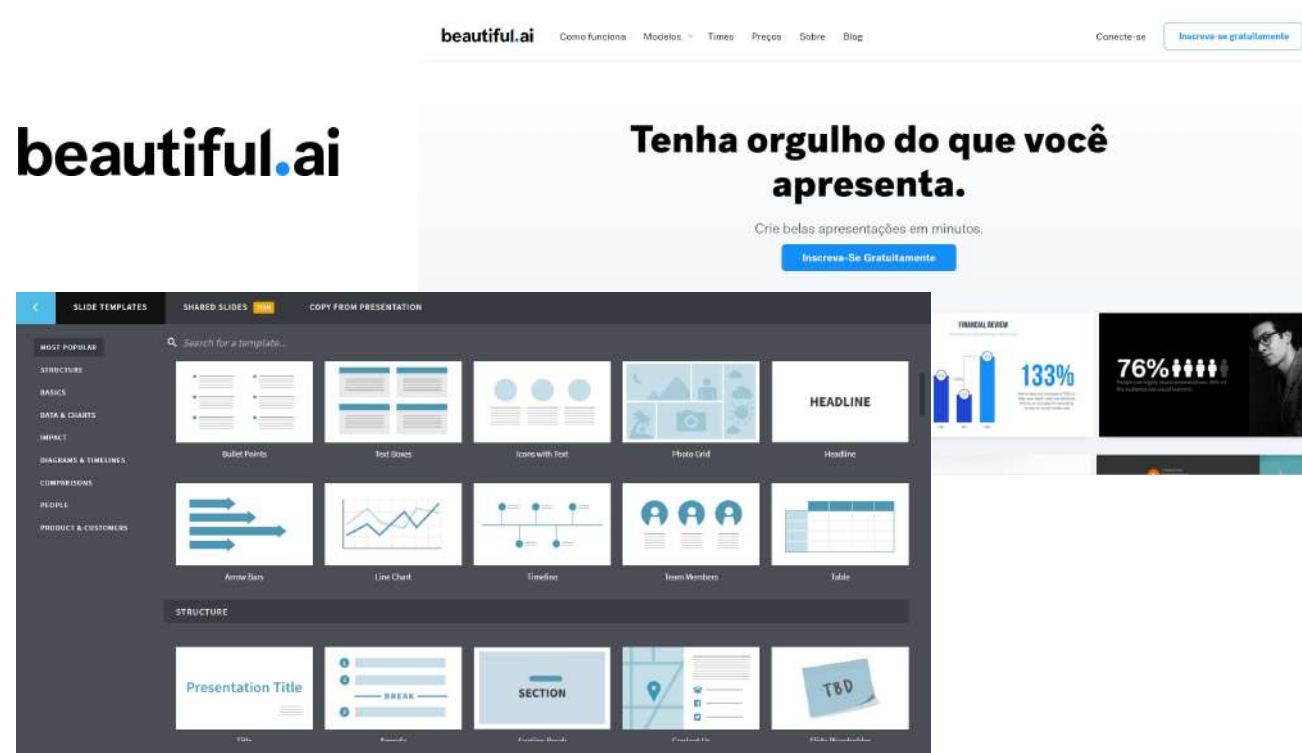 beautiful.ai
Como funciona
Modelos
Times
Preços
Sobre
Blog
Conecte-se
Inscreva-se gratuitamente
beautiful.ai
Tenha orgulho do que você
apresenta.
Crie belas apresentações em minutos.
Inscreva-Se Gratuitamente
SLIDE TEMPLATES
SHARED SLIDES
COPY FROM PRESENTATION
Search for a template...
MOST POPULAR
STRUCTURE
BASICS
DATA & CHARTS
IMPACT
DIAGRAMS & TIMELINES
COMPARISONS
PEOPLE
PRODUCT & CUSTOMERS
Bullet Points
Text Boxes
Icons with Text
Photo Grid
HEADLINE
Headline
Arrow Bars
Line Chart
Timeline
Team Members
Table
STRUCTURE
Presentation Title
BREAK
SECTION
TBD
Title
FINANCIAL REVIEW
133%
76%